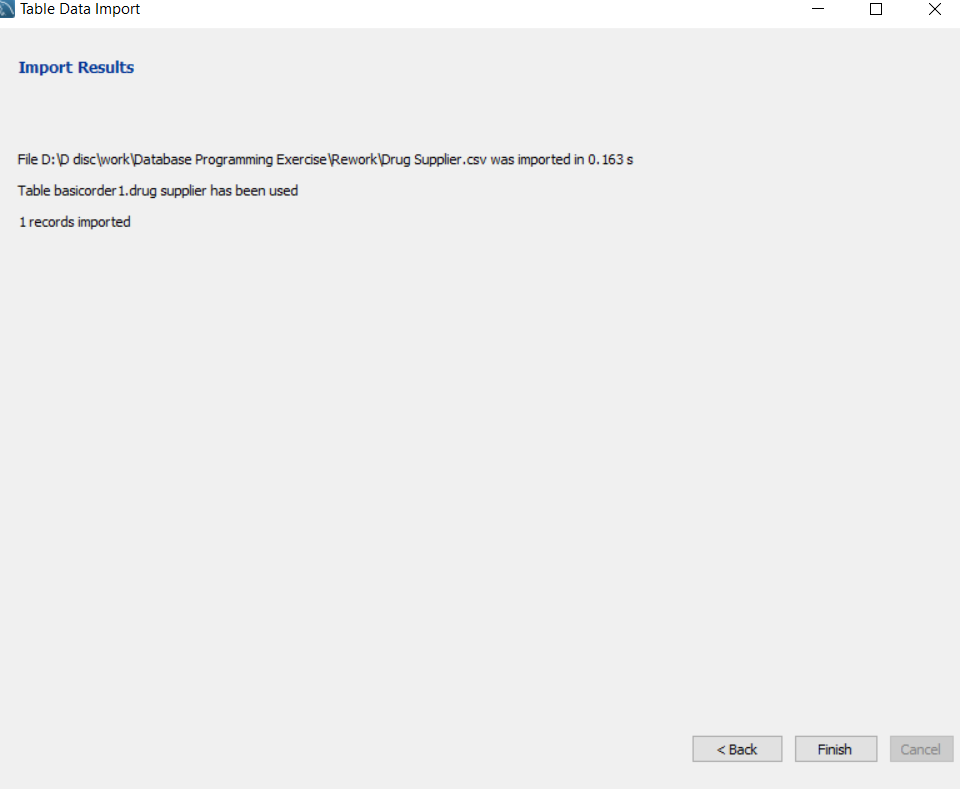 Table Data Import
Import Results
File D:\D disc\work\Database Programming Exercise\Rework\Drug Supplier.csv was imported in 0.163 s
Table basicorder1.drug supplier has been used
1 records imported
< Back
Finish
Cancel